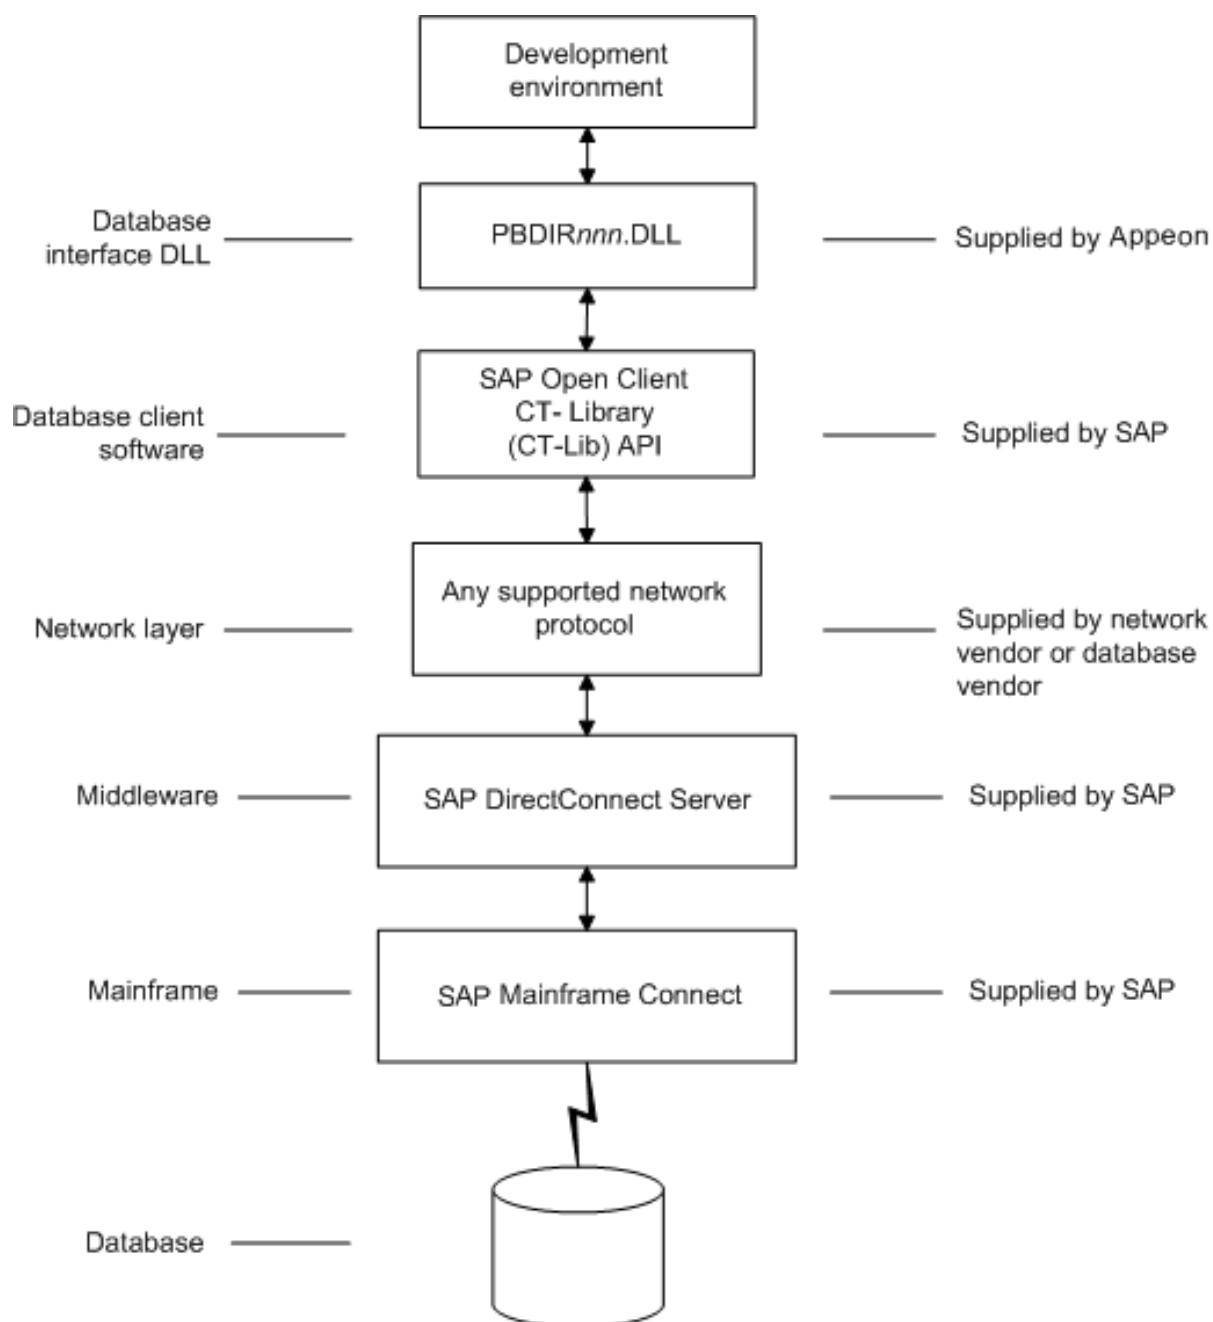 Development
environment
Database
interface DLL
PBDIRnnn.DLL
Supplied by Appeon
Database client
software
SAP Open Client
CT- Library
(CT-Lib) API
Supplied by SAP
Network layer
Any supported network
protocol
Supplied by network
vendor or database
vendor
Middleware
SAP DirectConnect Server
Supplied by SAP
Mainframe
SAP Mainframe Connect
Supplied by SAP
Database